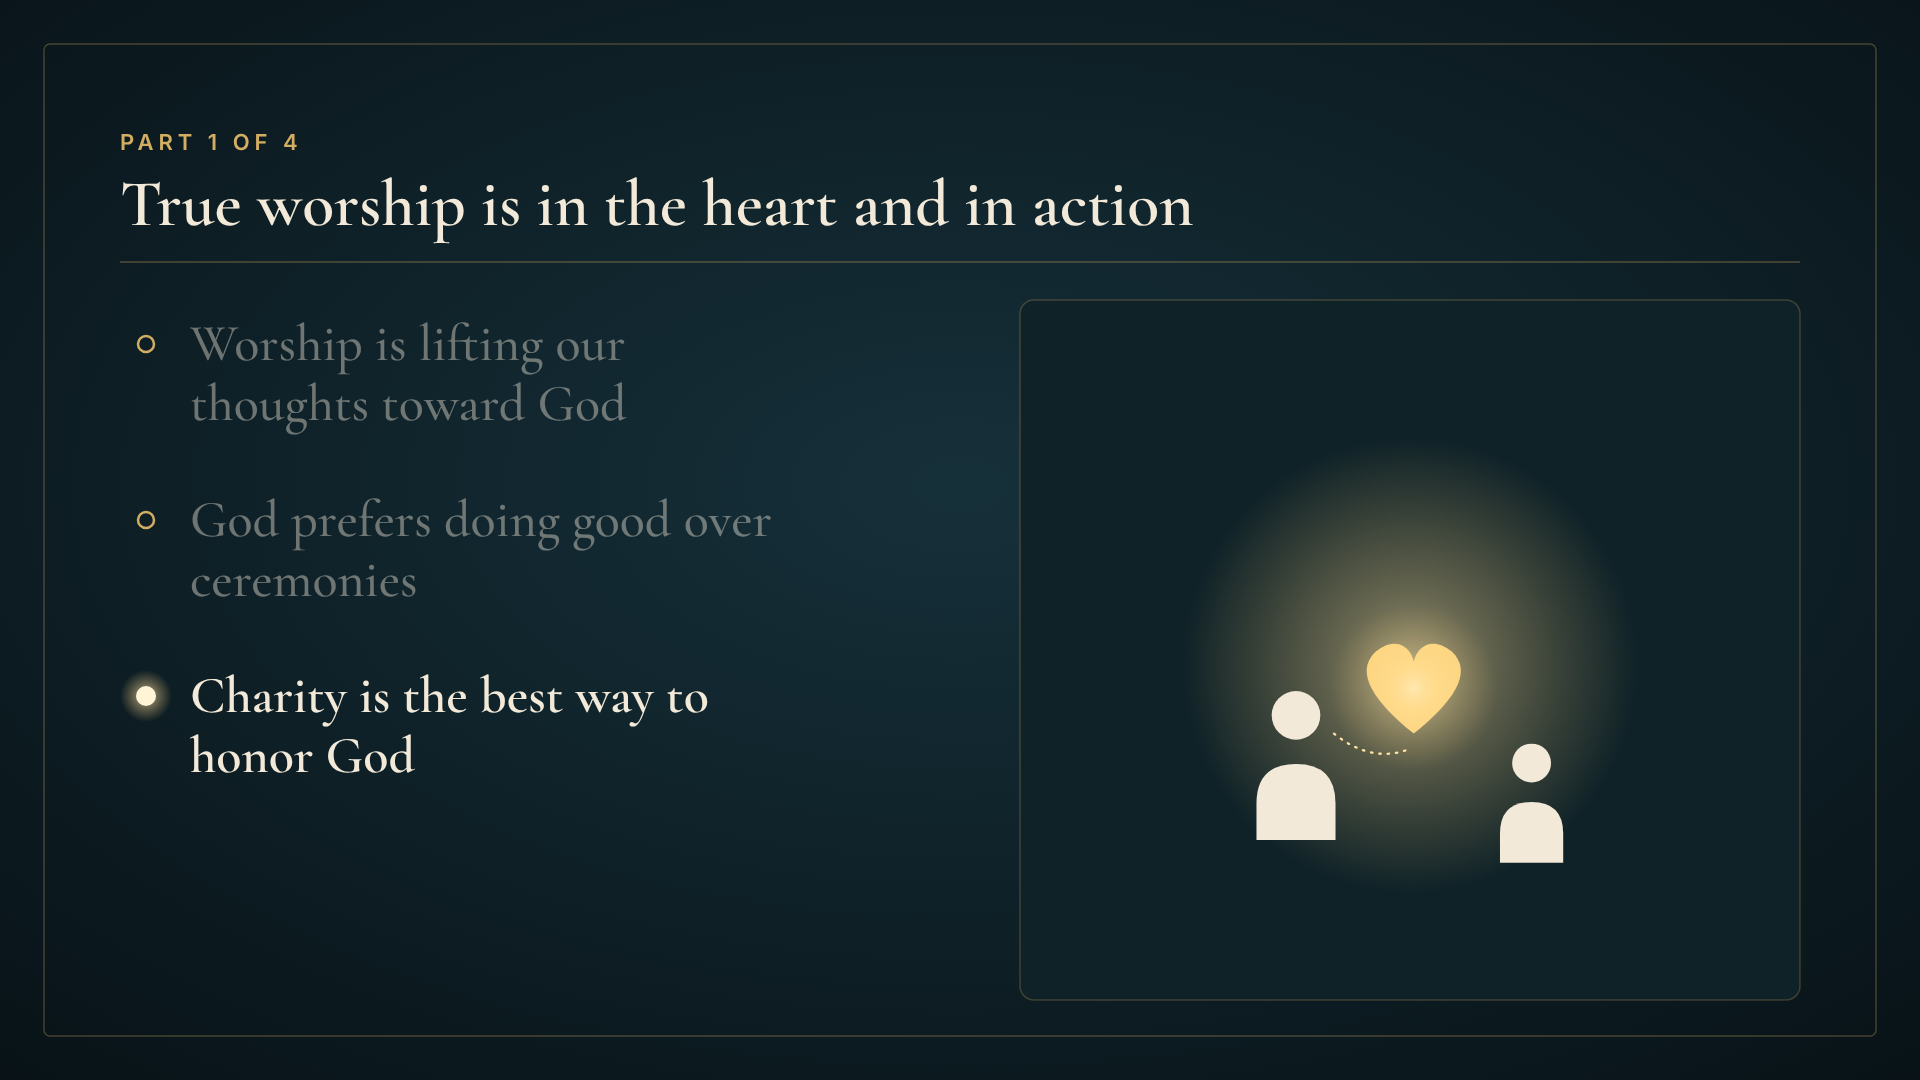 PART 1 OF 4
True worship is in the heart and in action
Worship is lifting our
thoughts toward God
God prefers doing good over
ceremonies
Charity is the best way to
honor God